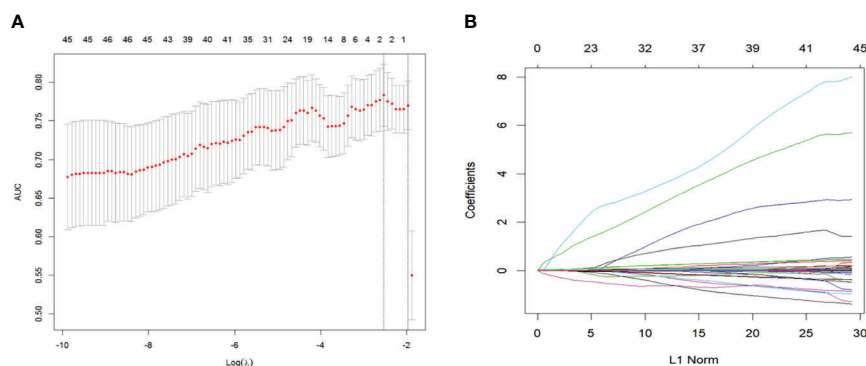 A
45 45 46 46 45 43 39 40 41 35 31 24 19 14 8 6 4 2 2 1
0.80
0.75
0.70
0.65
0.60
0.55
0.50
AUC
-10 -8 -6 -4 -2
Log(λ)
B
0 23 32 37 39 41 45
8
6
4
2
0
Coefficients
0 5 10 15 20 25 30
L1 Norm